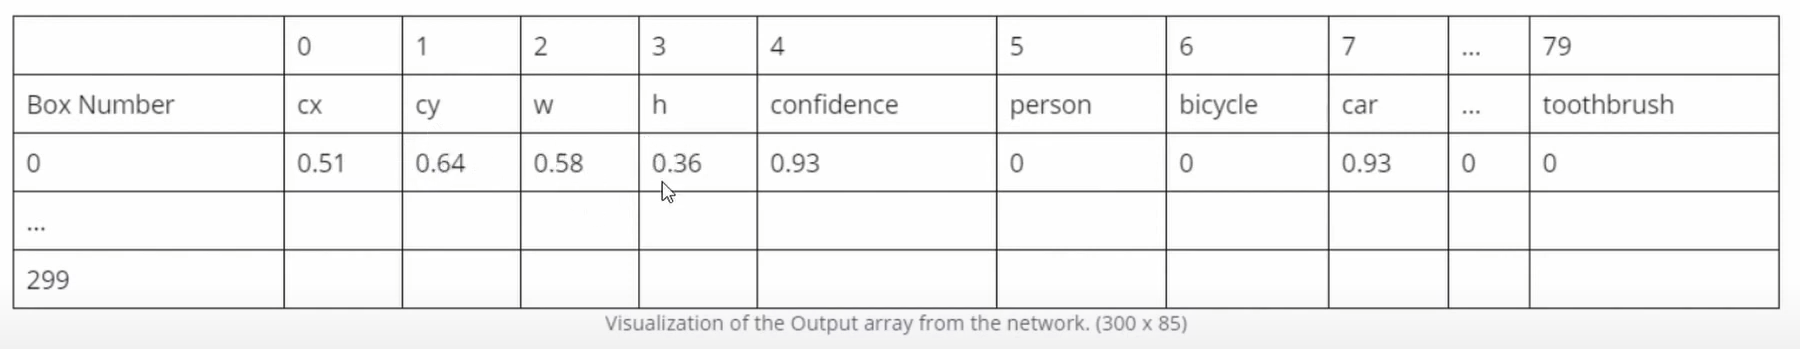 0 1 2 3 4 5 6 7 ... 79
Box Number cx cy w h confidence person bicycle car ... toothbrush
0 0.51 0.64 0.58 0.36 0.93 0 0 0.93 0 0
...
299
Visualization of the Output array from the network. (300 x 85)